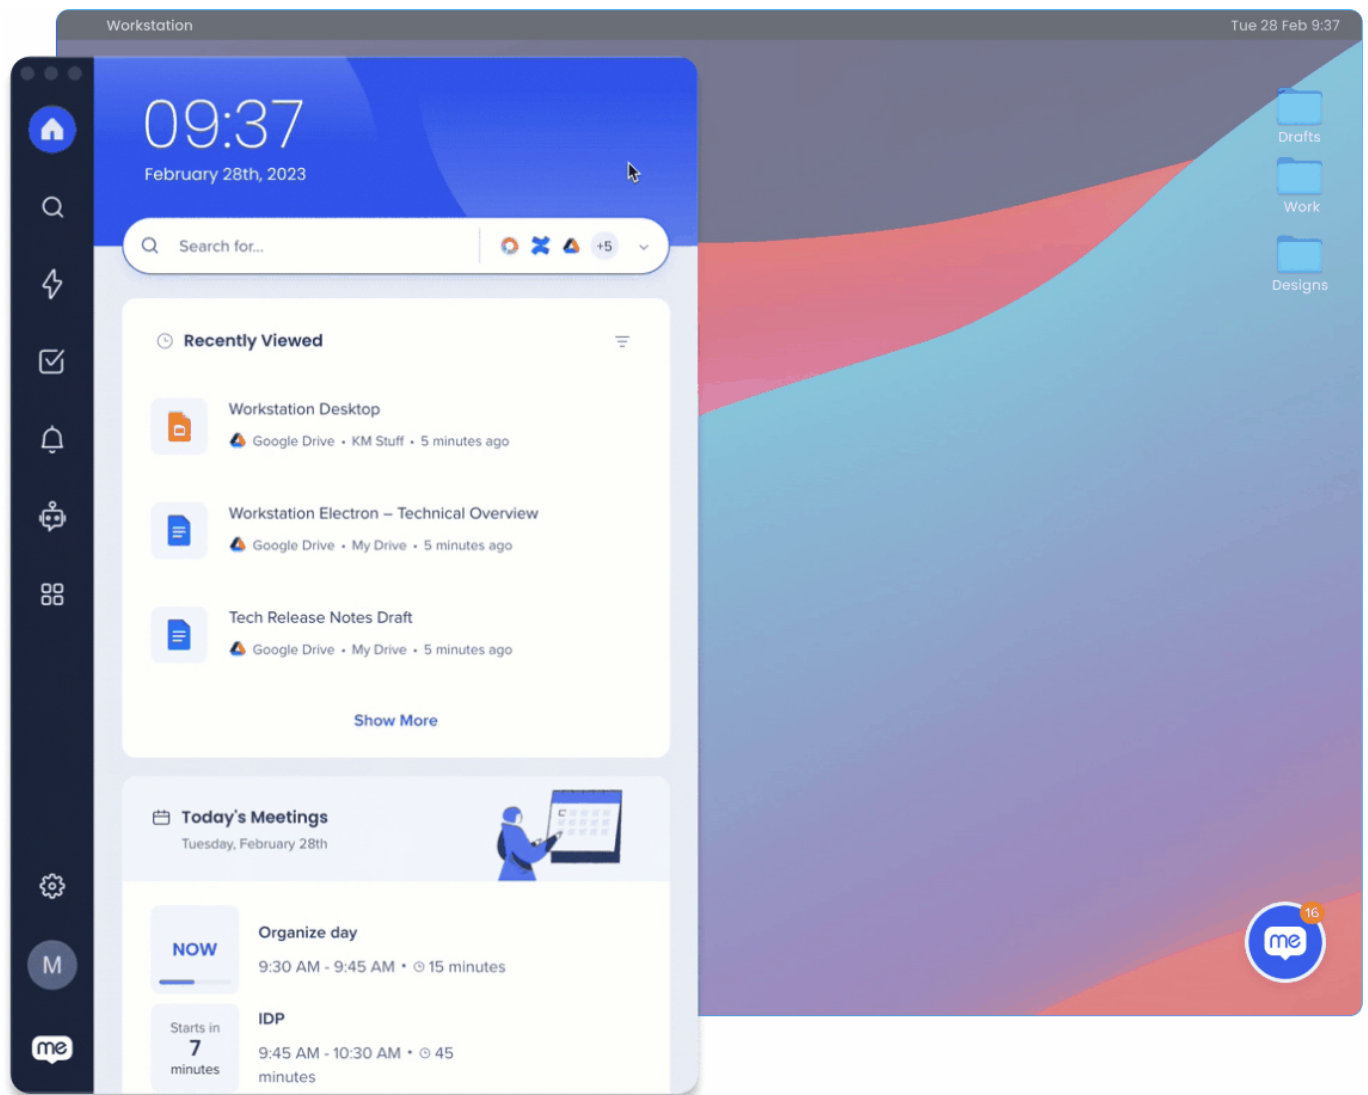 Workstation
Tue 28 Feb 9:37
09:37
February 28th, 2023
Search for...
+5
Recently Viewed
Workstation Desktop
Google Drive • KM Stuff • 5 minutes ago
Workstation Electron – Technical Overview
Google Drive • My Drive • 5 minutes ago
Tech Release Notes Draft
Google Drive • My Drive • 5 minutes ago
Show More
Today's Meetings
Tuesday, February 28th
NOW
Organize day
9:30 AM - 9:45 AM • 15 minutes
Starts in
7
minutes
IDP
9:45 AM - 10:30 AM • 45
minutes
M
me
Drafts
Work
Designs
16
me